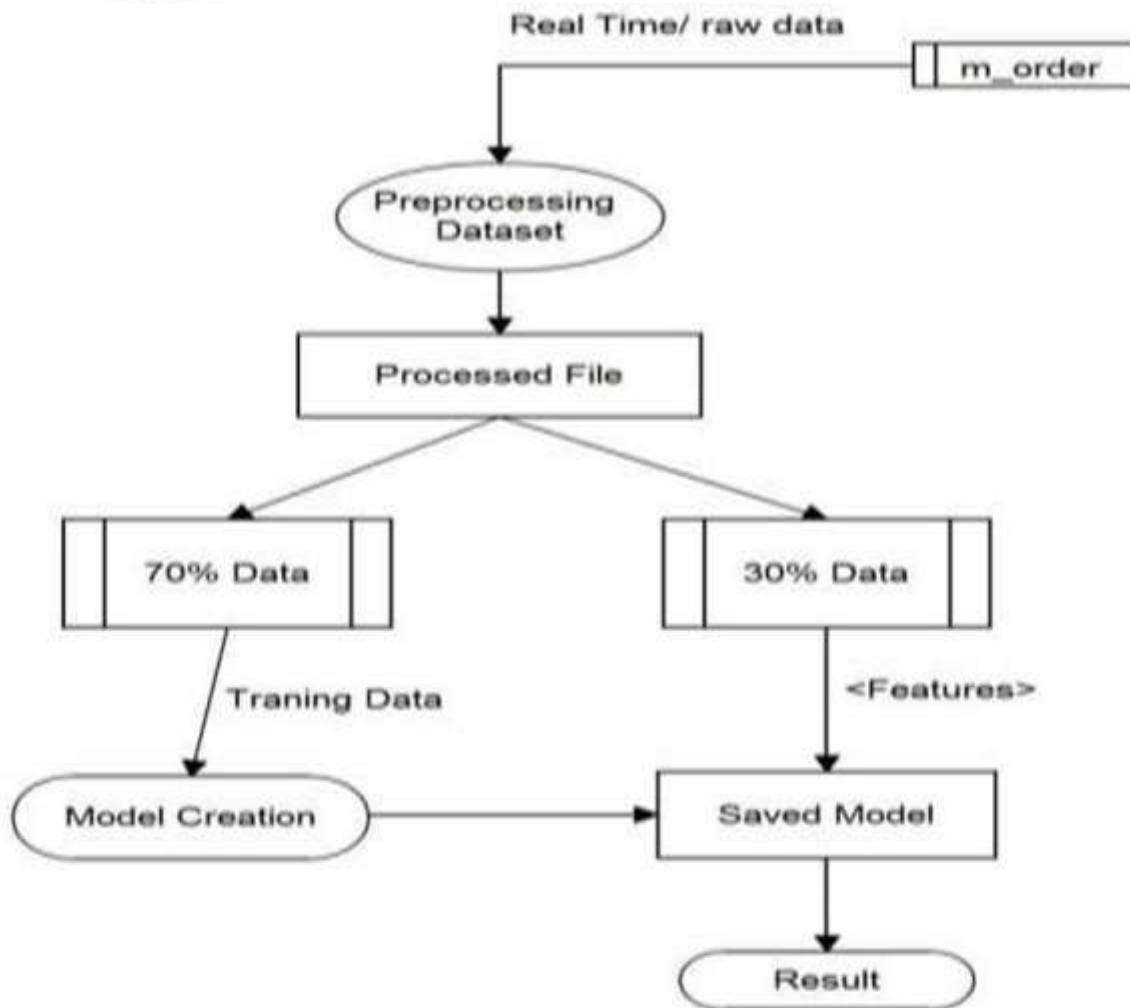 Real Time/ raw data
m_order
Preprocessing
Dataset
Processed File
70% Data
30% Data
Traning Data
<Features>
Model Creation
Saved Model
Result